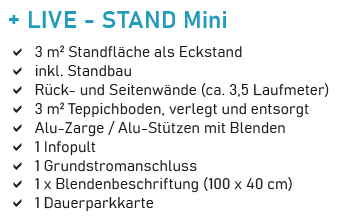 + LIVE - STAND Mini
3 m² Standfläche als Eckstand
inkl. Standbau
Rück- und Seitenwände (ca. 3,5 Laufmeter)
3 m² Teppichboden, verlegt und entsorgt
Alu-Zarge / Alu-Stützen mit Blenden
1 Infopult
1 Grundstromanschluss
1 x Blendenbeschriftung (100 x 40 cm)
1 Dauerparkkarte